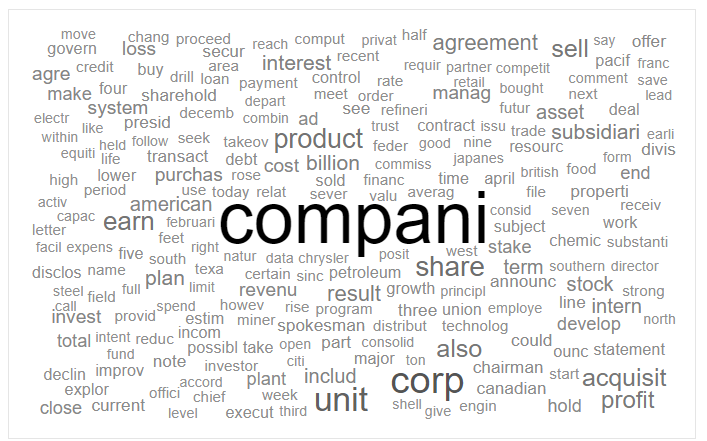 move chang proceed reach comput privat half agreement sell say offer
govern loss secur interest recent pacif franc
agre credit buy area drill loan payment control rate requir partner competit comment save
make four sharehold depart meet order retail manag bought next lead
system decemb combin ad see refineri futur asset deal
electr like presid trust contract issu trade subsidiari earli
within held follow seek takeov product feder good nine resourc divis
equiti life transact debt cost billion commiss japanes form
high lower purchas rose sold financ time april british food end
period use today relat sever valu averag file properti
activ american compani consid seven receiv
capac earn februari subject work
letter feet right posit west stake chemic substanti
facil expens five south natur data chrysler
disclos name plan texa certain sinc petroleum share term announc southern director
steel field full limit revenu result growth principl stock strong
call spend howev rise program three union employe line intern
invest provid estim miner spokesman distribut technolog develop north
total intent reduc incom possibl take open part consolid also could
fund note investor citi major ton ounc statement
declin improv accord plant includ corp chairman start acquisit
explor offici chief week canadian
close current level execut third unit shell give engin hold profit